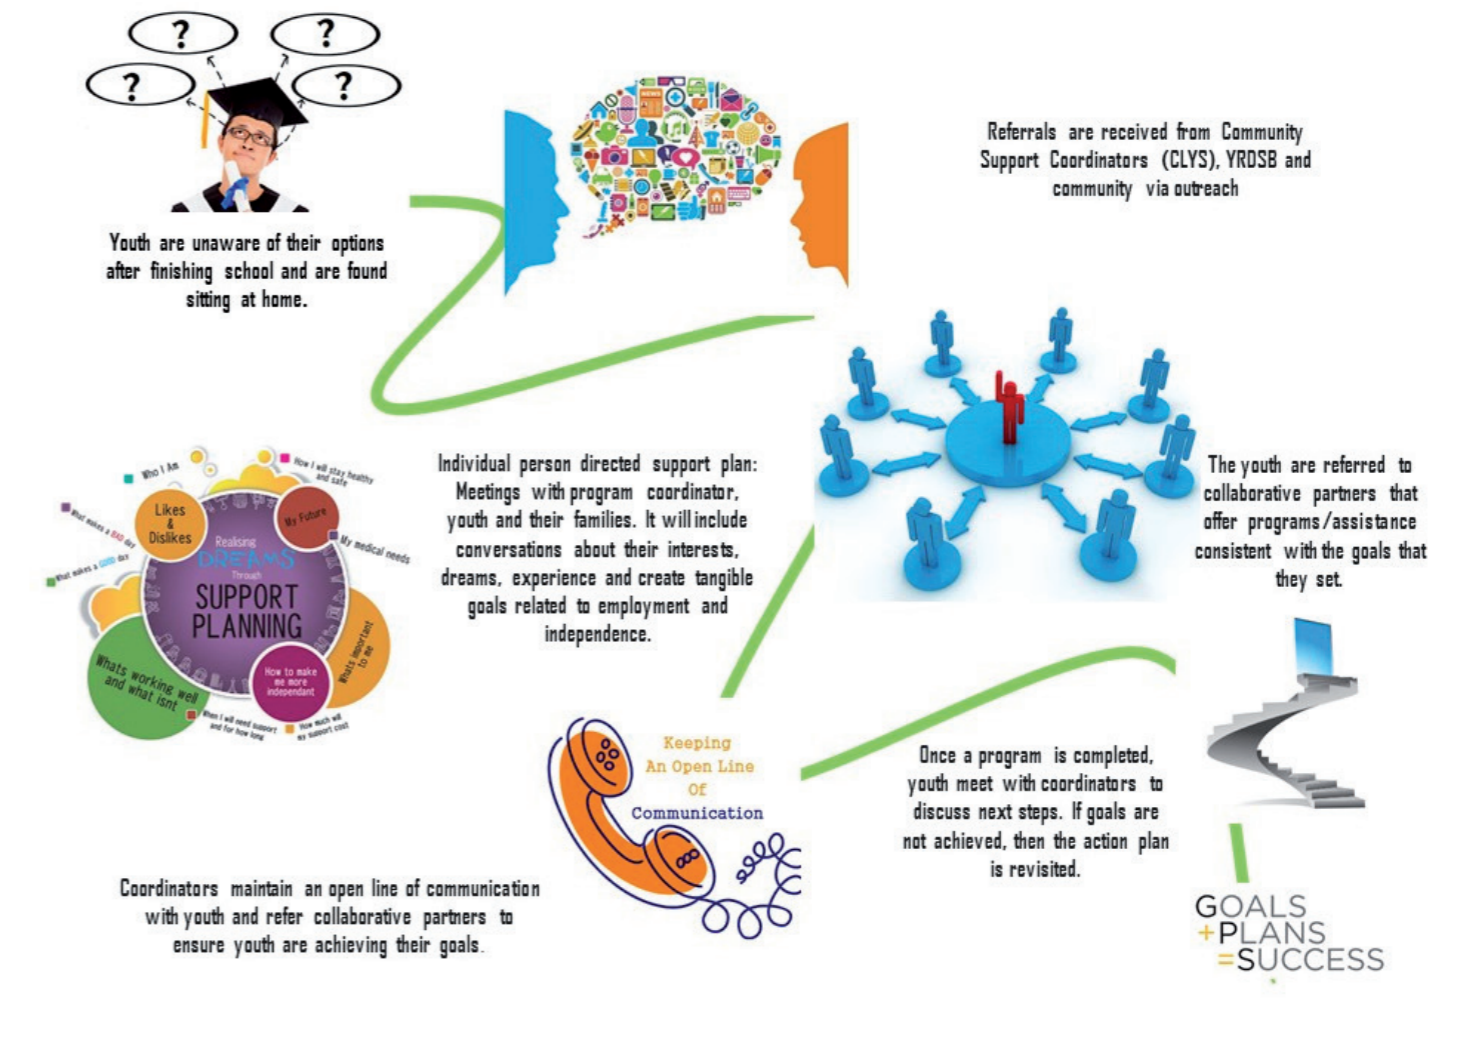 ?
?
?
?
Youth are unaware of their options
after finishing school and are found
sitting at home.
NEWS
Referrals are received from Community
Support Coordinators (CLYS), YRDSB and
community via outreach
Who I Am
How I will stay healthy
and safe
What makes a BAD day
What makes a GOOD day
Likes
&
Dislikes
My Future
My medical needs
Realising
DREAMS
Through
SUPPORT
PLANNING
Whats working well
and what isnt
How to make
me more
independant
Whats important
to me
When I will need support
and for how long
How much will
my support cost
Individual person directed support plan:
Meetings with program coordinator,
youth and their families. It will include
conversations about their interests,
dreams, experience and create tangible
goals related to employment and
independence.
The youth are referred to
collaborative partners that
offer programs/assistance
consistent with the goals that
they set.
Keeping
An Open Line
Of
Communication
Coordinators maintain an open line of communication
with youth and refer collaborative partners to
ensure youth are achieving their goals.
Once a program is completed,
youth meet with coordinators to
discuss next steps. If goals are
not achieved, then the action plan
is revisited.
GOALS
+PLANS
=SUCCESS